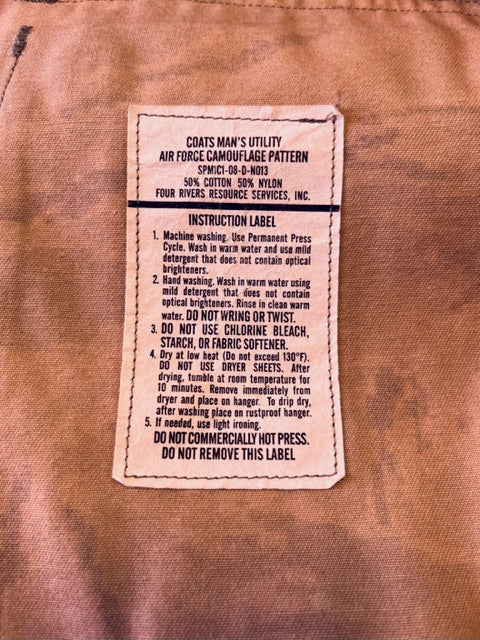 COATS MAN'S UTILITY
AIR FORCE CAMOUFLAGE PATTERN
SPM1C1-08-D-N013
50% COTTON 50% NYLON
FOUR RIVERS RESOURCE SERVICES, INC.
INSTRUCTION LABEL
1. Machine washing. Use Permanent Press
Cycle. Wash in warm water and use mild
detergent that does not contain optical
brighteners.
2. Hand washing. Wash in warm water using
mild detergent that does not contain
optical brighteners. Rinse in clean warm
water. DO NOT WRING OR TWIST.
3. DO NOT USE CHLORINE BLEACH,
STARCH, OR FABRIC SOFTENER.
4. Dry at low heat (Do not exceed 130°F).
DO NOT USE DRYER SHEETS. After
drying, tumble at room temperature for
10 minutes. Remove immediately from
dryer and place on hanger. To drip dry,
after washing place on rustproof hanger.
5. If needed, use light ironing.
DO NOT COMMERCIALLY HOT PRESS.
DO NOT REMOVE THIS LABEL